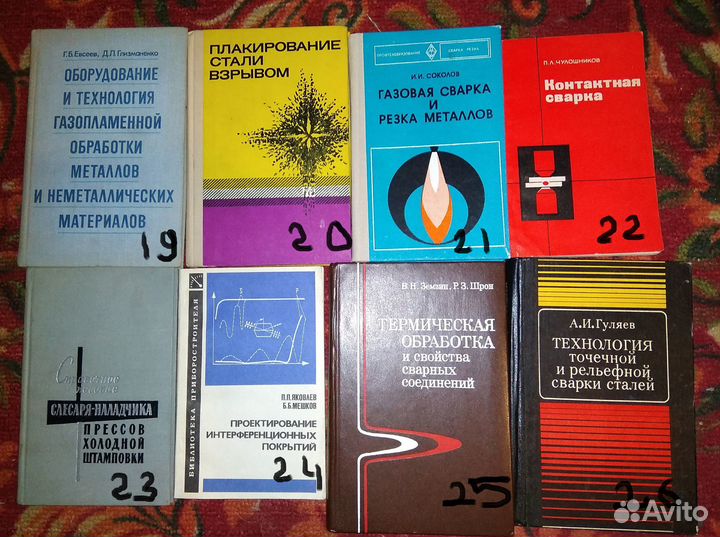 Г.Б. Евсеев, Д.Л. Глизманенко
ОБОРУДОВАНИЕ
И ТЕХНОЛОГИЯ
ГАЗОПЛАМЕННОЙ
ОБРАБОТКИ
МЕТАЛЛОВ
И НЕМЕТАЛЛИЧЕСКИХ
МАТЕРИАЛОВ
19
ПЛАКИРОВАНИЕ
СТАЛИ
ВЗРЫВОМ
20
ПРОФТЕХОБРАЗОВАНИЕ
СВАРКА РЕЗКА
И.И. СОКОЛОВ
ГАЗОВАЯ СВАРКА
И
РЕЗКА МЕТАЛЛОВ
21
П.Л. ЧУЛОШНИКОВ
Контактная
сварка
22
Справочное
пособие
СЛЕСАРЯ-НАЛАДЧИКА
ПРЕССОВ
ХОЛОДНОЙ
ШТАМПОВКИ
23
БИБЛИОТЕКА ПРИБОРОСТРОИТЕЛЯ
S
P
П.П. ЯКОВЛЕВ
Б.Б. МЕШКОВ
ПРОЕКТИРОВАНИЕ
ИНТЕРФЕРЕНЦИОННЫХ
ПОКРЫТИЙ
24
В. Н. Земзин, Р. З. Шрон
ТЕРМИЧЕСКАЯ
ОБРАБОТКА
и свойства
сварных
соединений
25
А.И. Гуляев
ТЕХНОЛОГИЯ
точечной
и рельефной
сварки сталей
26
Avito